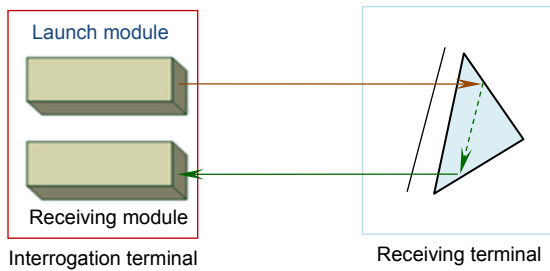 Launch module
Receiving module
Interrogation terminal
Receiving terminal